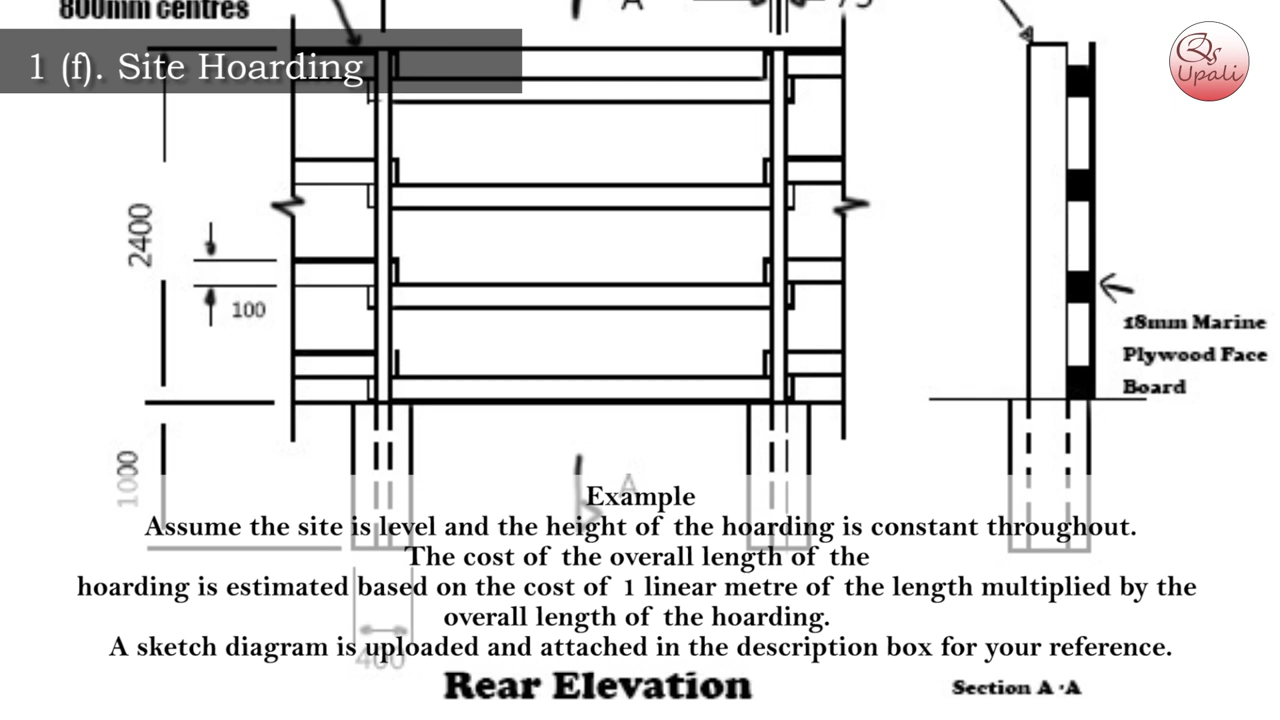 800mm centres
A
75
1 (f). Site Hoarding
Qs
Upali
2400
100
18mm Marine
Plywood Face
Board
1000
A
Example
Assume the site is level and the height of the hoarding is constant throughout.
The cost of the overall length of the
hoarding is estimated based on the cost of 1 linear metre of the length multiplied by the
overall length of the hoarding.
A sketch diagram is uploaded and attached in the description box for your reference.
400
Rear Elevation
Section A -A